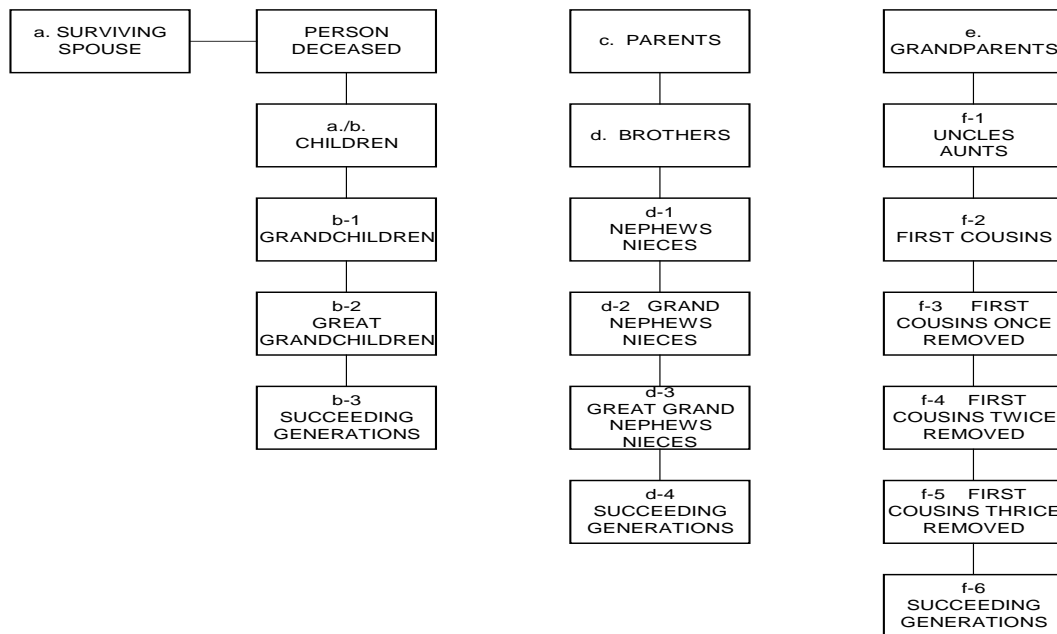 a. SURVIVING
SPOUSE
PERSON
DECEASED
a./b.
CHILDREN
b-1
GRANDCHILDREN
b-2
GREAT
GRANDCHILDREN
b-3
SUCCEEDING
GENERATIONS
c. PARENTS
d. BROTHERS
d-1
NEPHEWS
NIECES
d-2 GRAND
NEPHEWS
NIECES
d-3
GREAT GRAND
NEPHEWS
NIECES
d-4
SUCCEEDING
GENERATIONS
e.
GRANDPARENTS
f-1
UNCLES
AUNTS
f-2
FIRST COUSINS
f-3 FIRST
COUSINS ONCE
REMOVED
f-4 FIRST
COUSINS TWICE
REMOVED
f-5 FIRST
COUSINS THRICE
REMOVED
f-6
SUCCEEDING
GENERATIONS